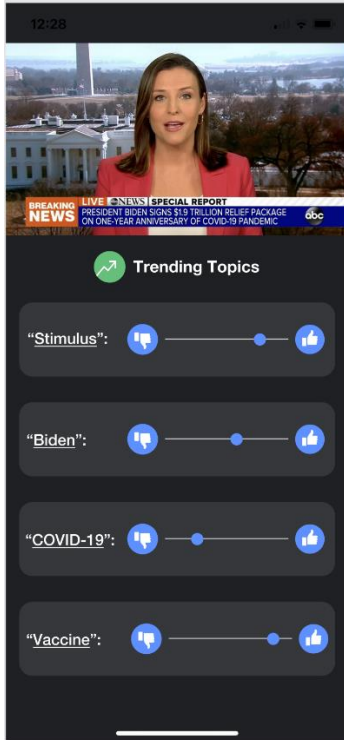 12:28
BREAKING
NEWS
LIVE abc NEWS SPECIAL REPORT
PRESIDENT BIDEN SIGNS $1.9 TRILLION RELIEF PACKAGE
ON ONE-YEAR ANNIVERSARY OF COVID-19 PANDEMIC
abc
Trending Topics
“Stimulus”:
“Biden”:
“COVID-19”:
“Vaccine”: